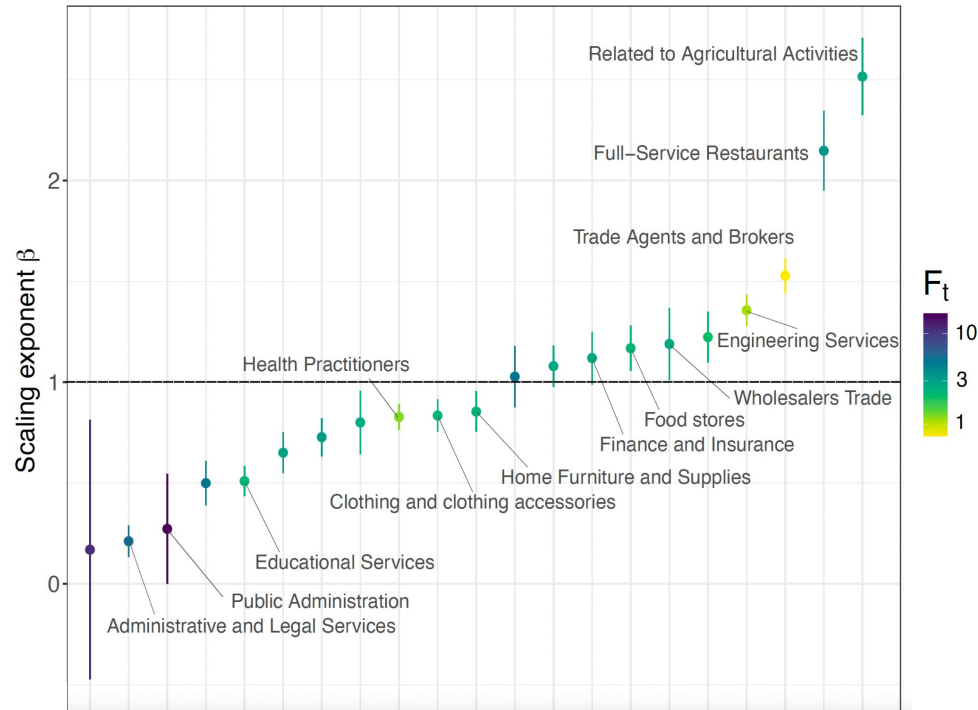 Related to Agricultural Activities
Full-Service Restaurants
2
Trade Agents and Brokers
Scaling exponent β
F_t
10
3
1
Engineering Services
Health Practitioners
1
Wholesalers Trade
Food stores
Finance and Insurance
Home Furniture and Supplies
Clothing and clothing accessories
Educational Services
0
Public Administration
Administrative and Legal Services